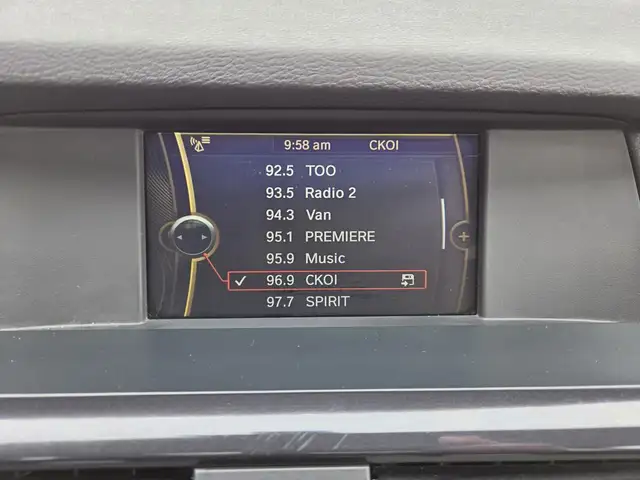 9:58 am CKOI
92.5 TOO
93.5 Radio 2
94.3 Van
95.1 PREMIERE
95.9 Music
96.9 CKOI
97.7 SPIRIT